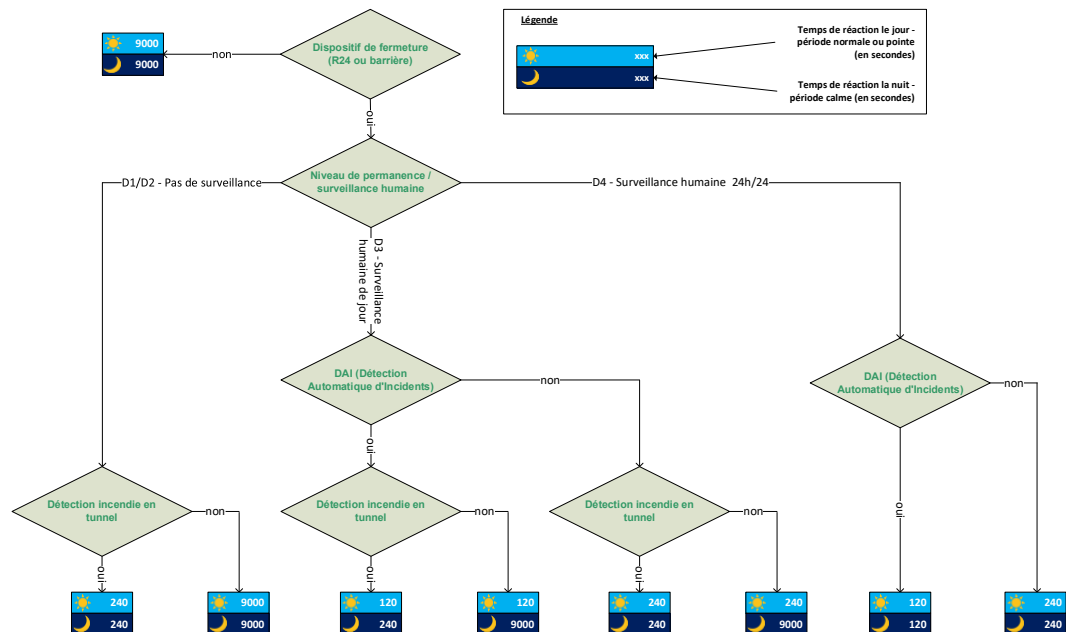 Légende
Temps de réaction le jour -
période normale ou pointe
(en secondes)
xxx
xxx
Temps de réaction la nuit -
période calme (en secondes)
9000
9000
non
Dispositif de fermeture
(R24 ou barrière)
oui
D1/D2 - Pas de surveillance
Niveau de permanence /
surveillance humaine
D4 - Surveillance humaine 24h/24
D3 - Surveillance
humaine de jour
DAI (Détection
Automatique d'Incidents)
non
DAI (Détection
Automatique d'Incidents)
non
oui
Détection incendie en
tunnel
non
Détection incendie en
tunnel
non
Détection incendie en
tunnel
non
oui
oui
oui
oui
240
240
9000
9000
120
240
120
9000
240
240
240
9000
120
120
240
240